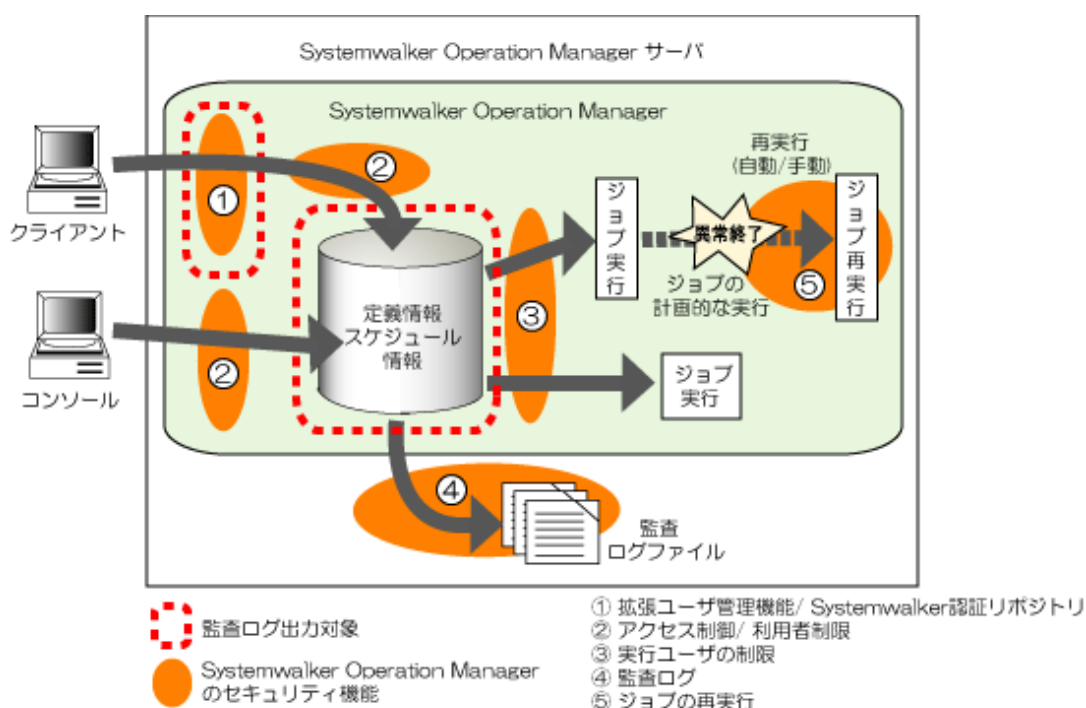 Systemwalker Operation Manager サーバ
Systemwalker Operation Manager
クライアント
①
②
再実行
(自動/手動)
ジョブ実行
異常終了
ジョブ再実行
⑤
ジョブの
計画的な実行
コンソール
②
定義情報
スケジュール
情報
③
ジョブ
実行
④
監査
ログファイル
監査ログ出力対象
Systemwalker Operation Manager
のセキュリティ機能
① 拡張ユーザ管理機能/ Systemwalker認証リポジトリ
② アクセス制御/ 利用者制限
③ 実行ユーザの制限
④ 監査ログ
⑤ ジョブの再実行